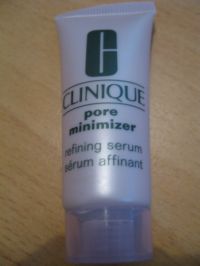 C
CLINIQUE
pore
minimizer
refining serum
sérum affinant